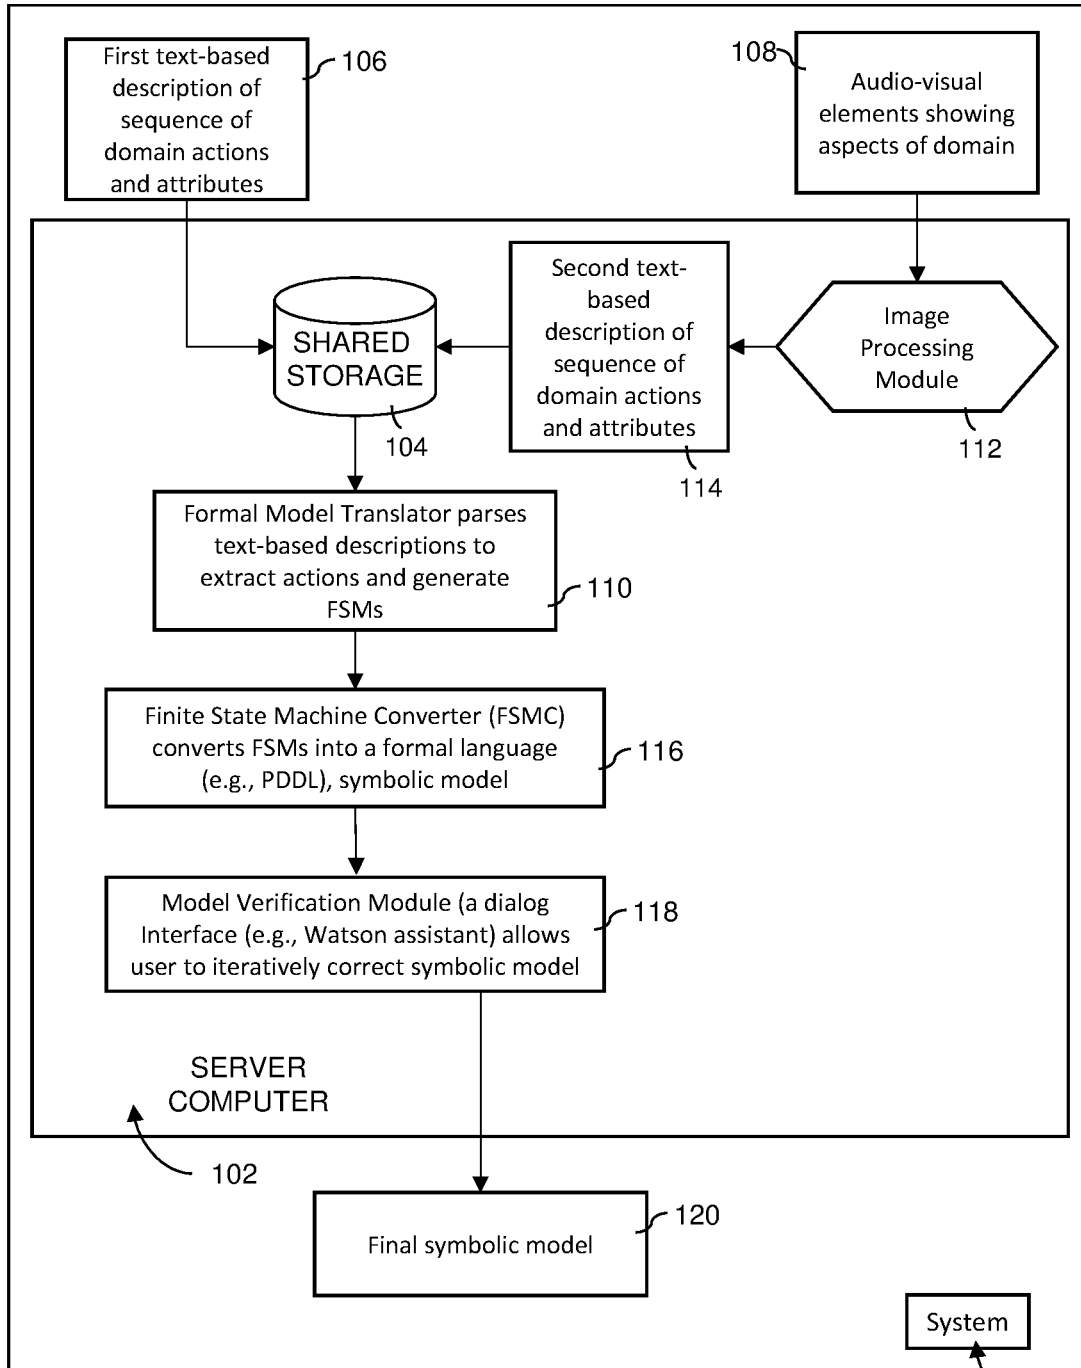 First text-based
description of
sequence of
domain actions
and attributes
106
108
Audio-visual
elements showing
aspects of domain
SHARED
STORAGE
104
Second text-
based
description of
sequence of
domain actions
and attributes
114
Image
Processing
Module
112
Formal Model Translator parses
text-based descriptions to
extract actions and generate
FSMs
110
Finite State Machine Converter (FSMC)
converts FSMs into a formal language
(e.g., PDDL), symbolic model
116
Model Verification Module (a dialog
Interface (e.g., Watson assistant) allows
user to iteratively correct symbolic model
118
SERVER
COMPUTER
102
Final symbolic model
120
System